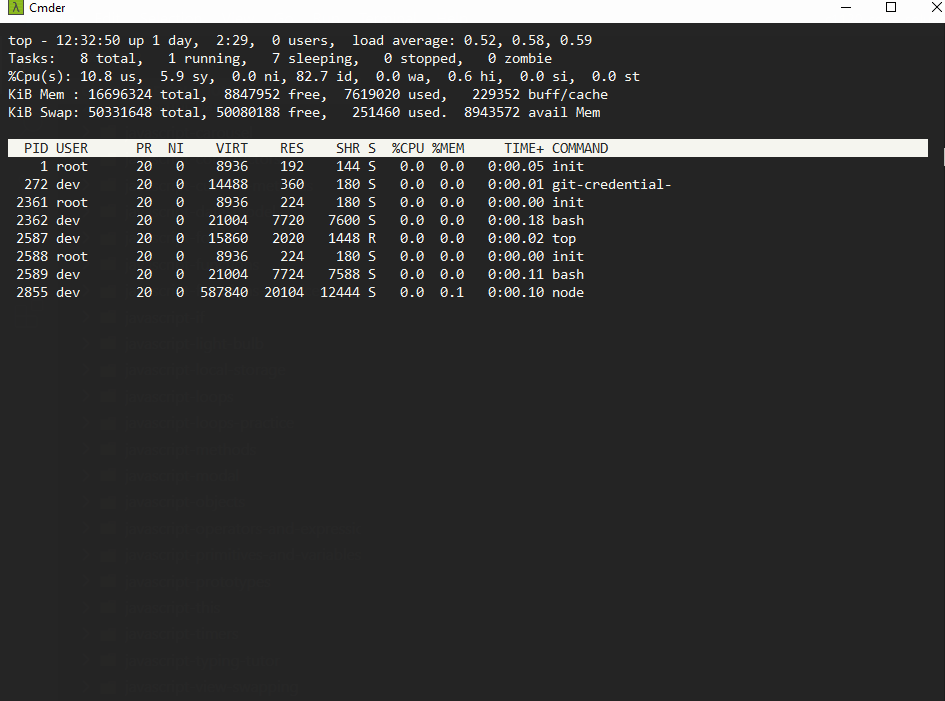 Cmder
top - 12:32:50 up 1 day,  2:29,  0 users,  load average: 0.52, 0.58, 0.59
Tasks:   8 total,   1 running,   7 sleeping,   0 stopped,   0 zombie
%Cpu(s): 10.8 us,  5.9 sy,  0.0 ni, 82.7 id,  0.0 wa,  0.6 hi,  0.0 si,  0.0 st
KiB Mem : 16696324 total,  8847952 free,  7619020 used,   229352 buff/cache
KiB Swap: 50331648 total, 50080188 free,   251460 used.  8943572 avail Mem
  PID USER      PR  NI    VIRT    RES    SHR S  %CPU %MEM     TIME+ COMMAND
    1 root      20   0    8936    192    144 S   0.0  0.0   0:00.05 init
  272 dev       20   0   14488    360    180 S   0.0  0.0   0:00.01 git-credential-
 2361 root      20   0    8936    224    180 S   0.0  0.0   0:00.00 init
 2362 dev       20   0   21004   7720   7600 S   0.0  0.0   0:00.18 bash
 2587 dev       20   0   15860   2020   1448 R   0.0  0.0   0:00.02 top
 2588 root      20   0    8936    224    180 S   0.0  0.0   0:00.00 init
 2589 dev       20   0   21004   7724   7588 S   0.0  0.0   0:00.11 bash
 2855 dev       20   0  587840  20104  12444 S   0.0  0.1   0:00.10 node